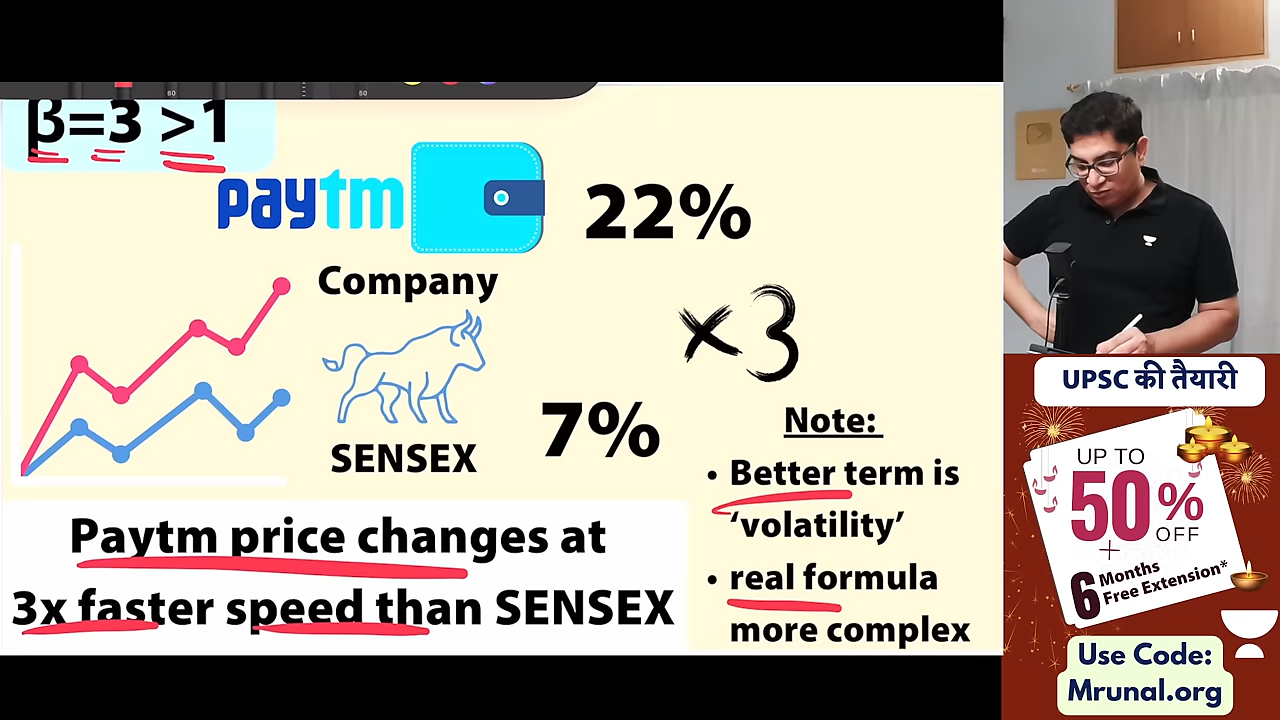 80
50
β=3 >1
paytm
22%
Company
×3
7%
SENSEX
Paytm price changes at
3x faster speed than SENSEX
Note:
• Better term is
‘volatility’
• real formula
more complex
UPSC की तैयारी
UP TO
50%
OFF
+
6 Months
Free Extension*
Use Code:
Mrunal.org